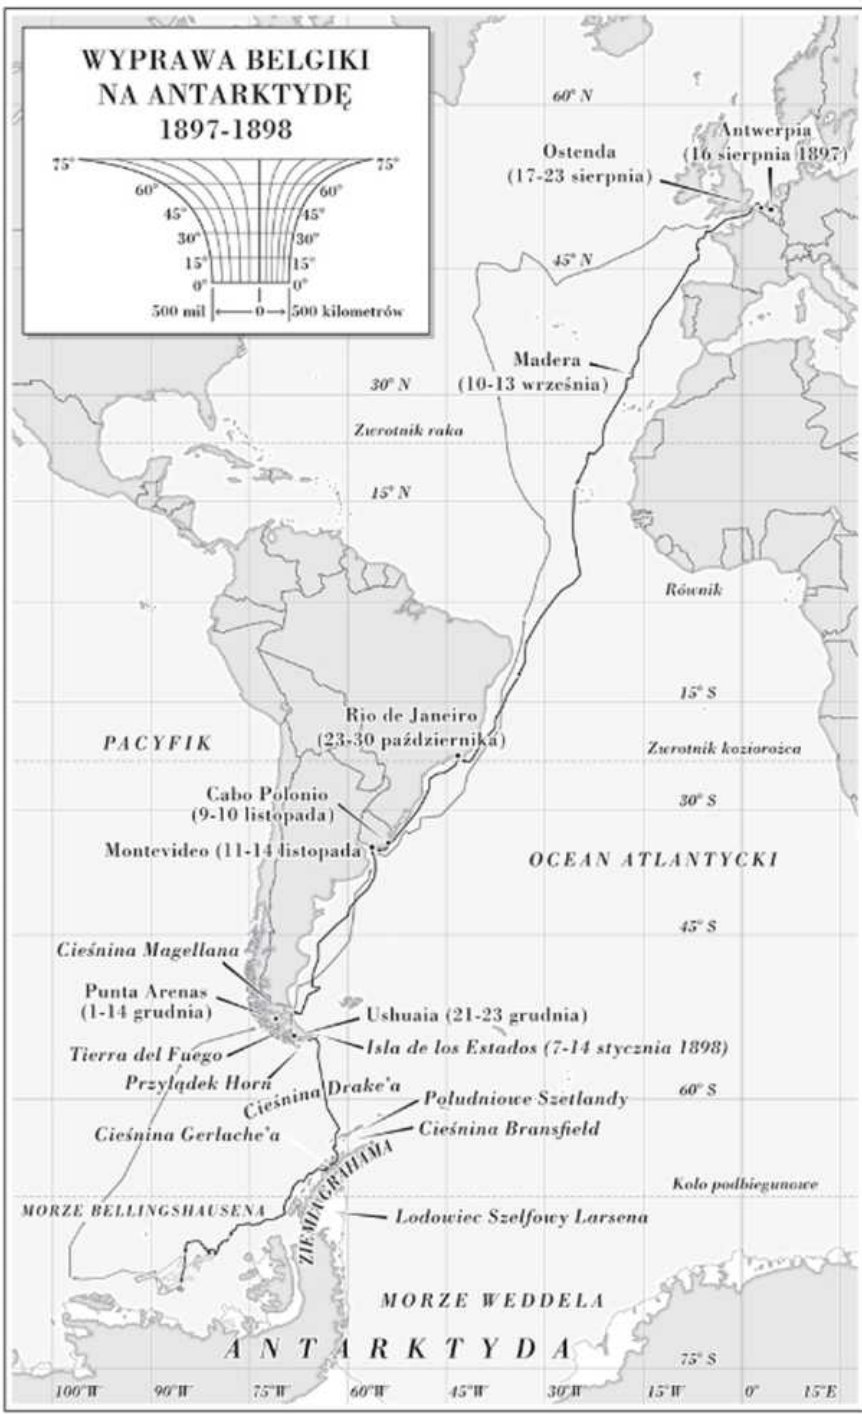 WYPRAWA BELGIKI
NA ANTARKTYDĘ
1897-1898
75° 75°
60° 60°
45° 45°
30° 30°
15° 15°
0° 0°
500 mil 0 500 kilometrów
60° N
Antwerpia
(16 sierpnia 1897)
Ostenda
(17-23 sierpnia)
45° N
Madera
(10-13 września)
30° N
Zwrotnik raka
15° N
Równik
15° S
Rio de Janeiro
(23-30 października)
PACYFIK
Zwrotnik koziorożca
Cabo Polonio
(9-10 listopada)
30° S
Montevideo (11-14 listopada
OCEAN ATLANTYCKI
45° S
Cieśnina Magellana
Punta Arenas
(1-14 grudnia)
Ushuaia (21-23 grudnia)
Tierra del Fuego
Isla de los Estados (7-14 stycznia 1898)
Przylądek Horn
Cieśnina Drake'a
60° S
Południowe Szetlandy
Cieśnina Gerlache'a
Cieśnina Bransfield
ZIEMIA GRAHAMA
Koło podbiegunowe
MORZE BELLINGSHAUSENA
Lodowiec Szelfowy Larsena
MORZE WEDDELA
ANTARKTYDA
75° S
100°W 90°W 75°W 60°W 45°W 30°W 15°W 0° 15°E